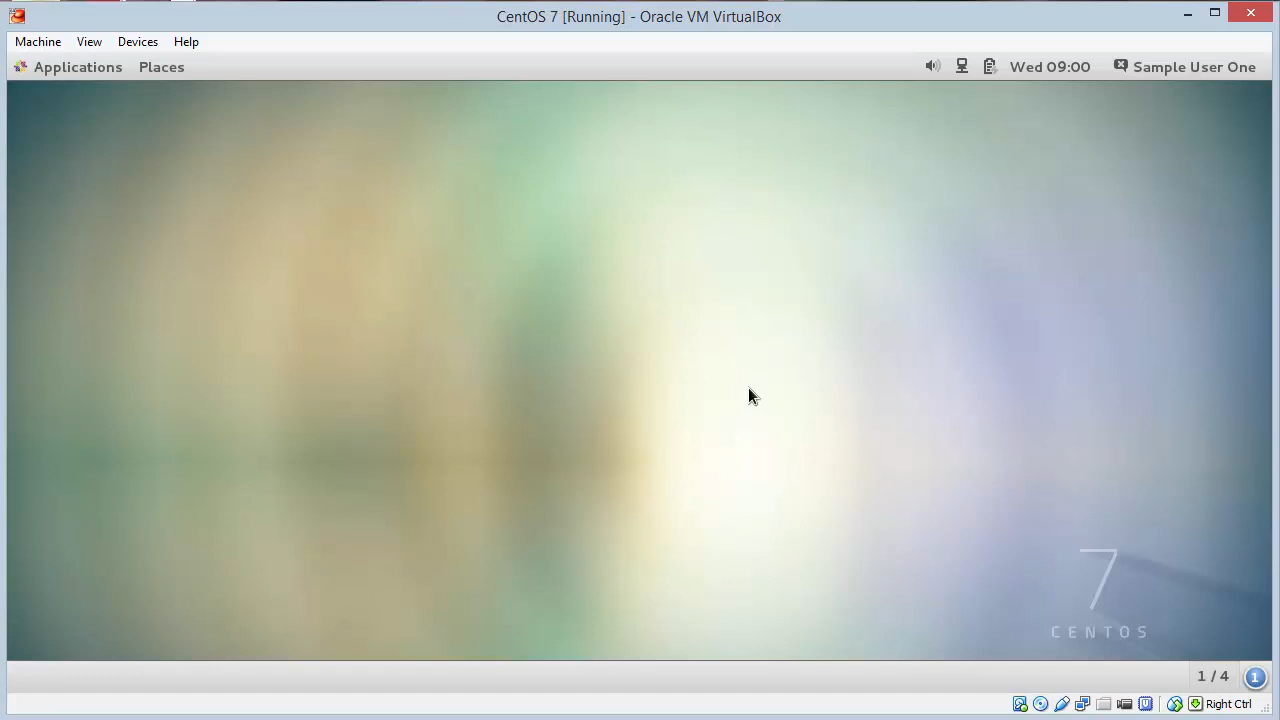 CentOS 7 [Running] - Oracle VM VirtualBox
Machine View Devices Help
Applications Places Wed 09:00 Sample User One
7
CENTOS
1 / 4 1
Right Ctrl